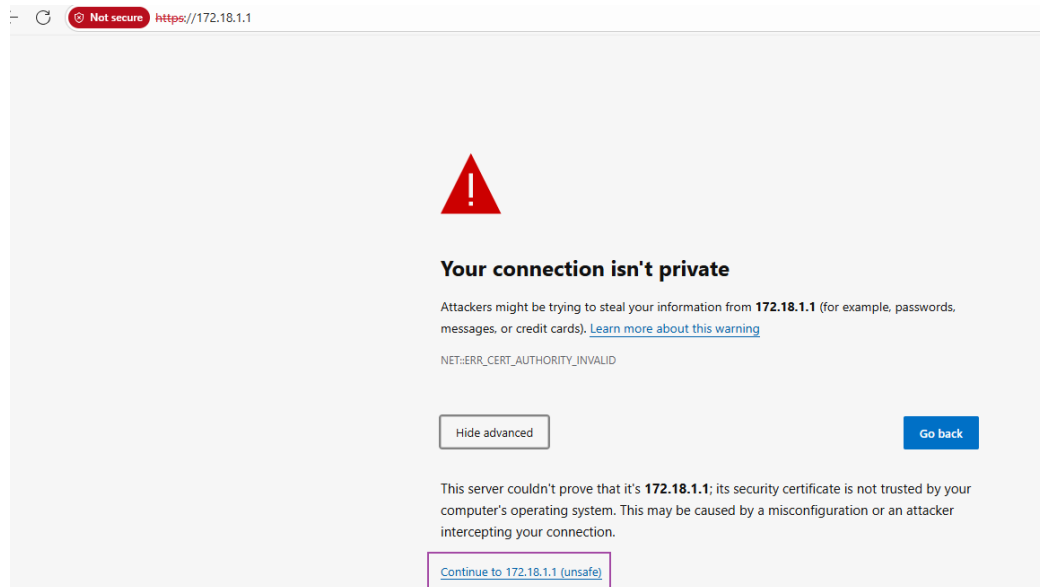 Not secure https://172.18.1.1
!
Your connection isn't private
Attackers might be trying to steal your information from 172.18.1.1 (for example, passwords,
messages, or credit cards). Learn more about this warning
NET::ERR_CERT_AUTHORITY_INVALID
Hide advanced Go back
This server couldn't prove that it's 172.18.1.1; its security certificate is not trusted by your
computer's operating system. This may be caused by a misconfiguration or an attacker
intercepting your connection.
Continue to 172.18.1.1 (unsafe)